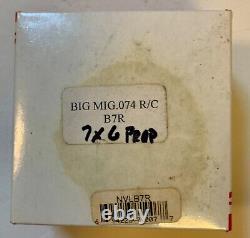 BIG MIG.074 R/C
B7R
7x6 PROP
NVLB7R